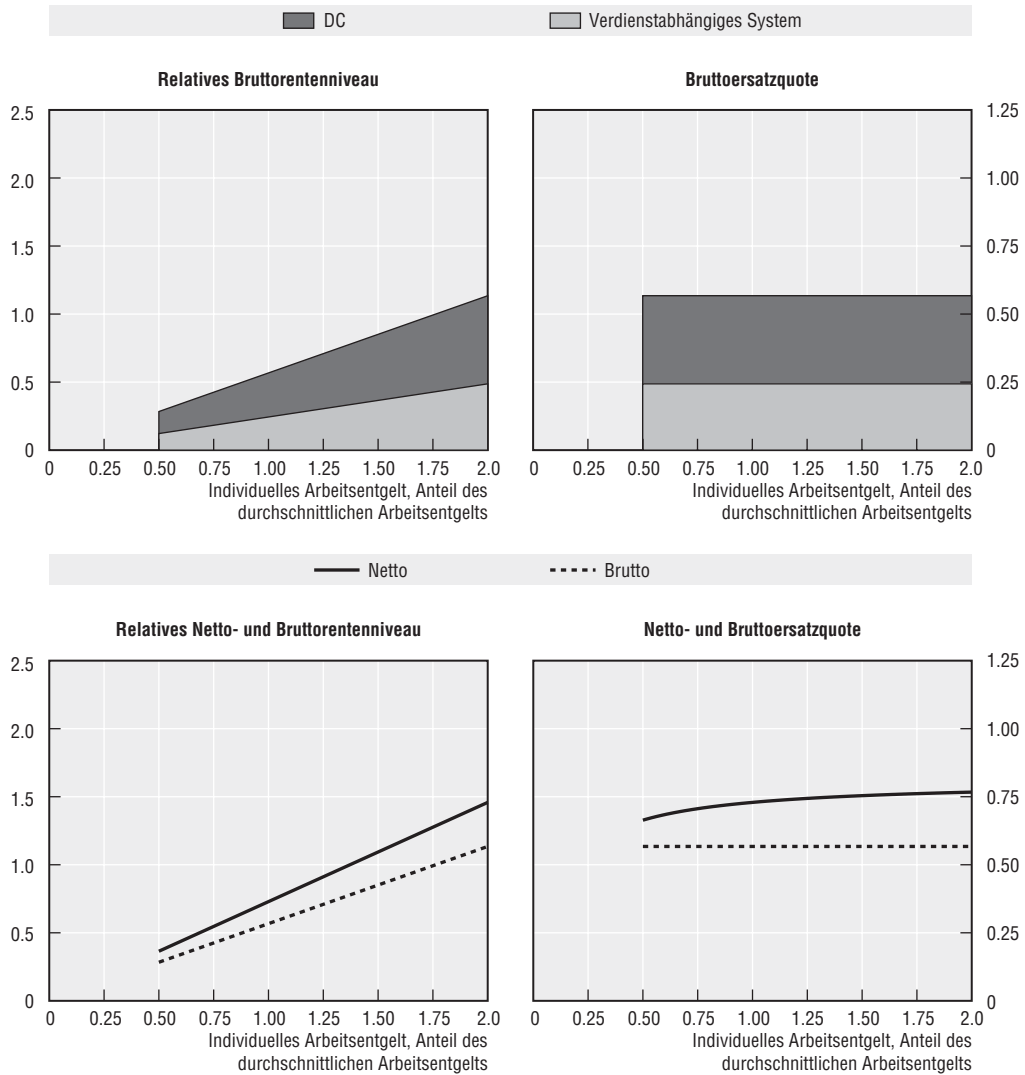 DC Verdienstabhängiges System
Relatives Bruttorentenniveau
2.5
2.0
1.5
1.0
0.5
0
0 0.25 0.50 0.75 1.00 1.25 1.50 1.75 2.0
Individuelles Arbeitsentgelt, Anteil des
durchschnittlichen Arbeitsentgelts
Bruttoersatzquote
1.25
1.00
0.75
0.50
0.25
0
0 0.25 0.50 0.75 1.00 1.25 1.50 1.75 2.0
Individuelles Arbeitsentgelt, Anteil des
durchschnittlichen Arbeitsentgelts
Netto Brutto
Relatives Netto- und Bruttorentenniveau
2.5
2.0
1.5
1.0
0.5
0
0 0.25 0.50 0.75 1.00 1.25 1.50 1.75 2.0
Individuelles Arbeitsentgelt, Anteil des
durchschnittlichen Arbeitsentgelts
Netto- und Bruttoersatzquote
1.25
1.00
0.75
0.50
0.25
0
0 0.25 0.50 0.75 1.00 1.25 1.50 1.75 2.0
Individuelles Arbeitsentgelt, Anteil des
durchschnittlichen Arbeitsentgelts